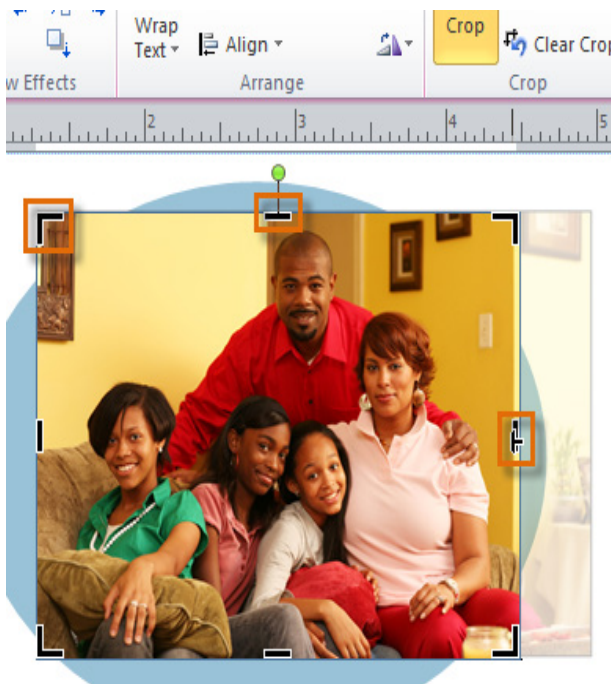 Wrap
Text
Align
Crop
Clear Crop
w Effects
Arrange
Crop
2
3
4
5